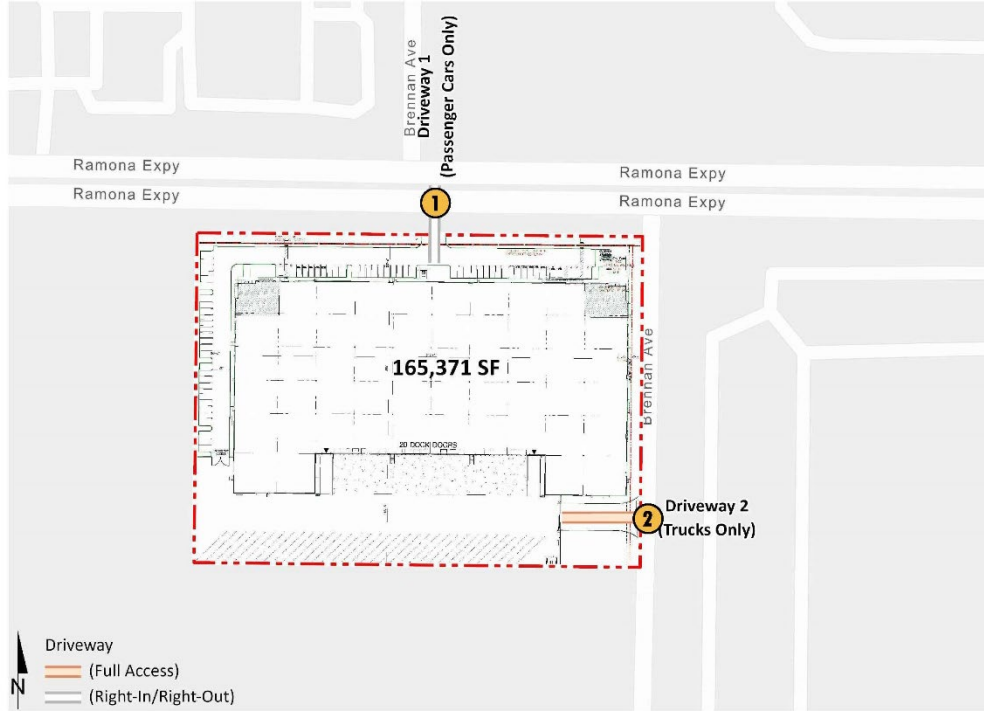 Brennan Ave
Driveway 1
(Passenger Cars Only)
Ramona Expy
Ramona Expy
Ramona Expy
Ramona Expy
1
165,371 SF
Brennan Ave
20 DOCK DOORS
2
Driveway 2
(Trucks Only)
N
Driveway
(Full Access)
(Right-In/Right-Out)